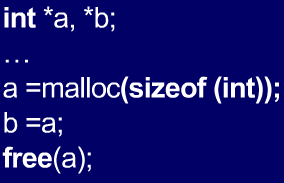 int *a, *b;
...
a =malloc(sizeof (int));
b =a;
free(a);